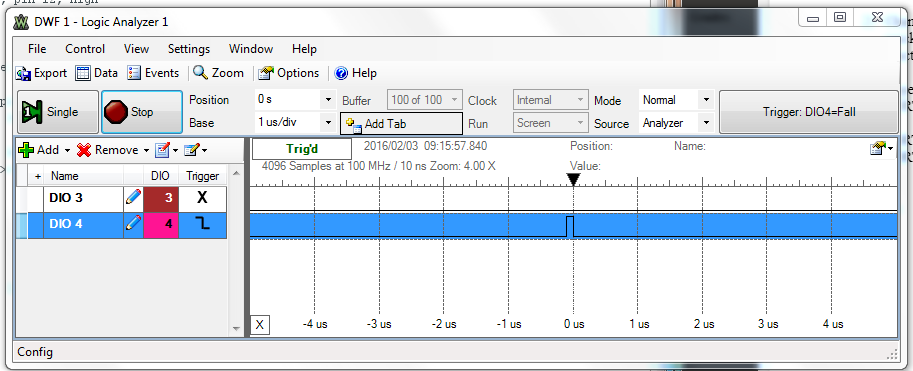 pin 12, high
DWF 1 - Logic Analyzer 1
File Control View Settings Window Help
Export Data Events Zoom Options Help
Single Stop Position 0 s Buffer 100 of 100 Clock Internal Mode Normal Trigger: DIO4=Fall
Base 1 us/div Add Tab Run Screen Source Analyzer
Add Remove Trig'd 2016/02/03 09:15:57.840 Position: Name:
4096 Samples at 100 MHz / 10 ns Zoom: 4.00 X Value:
+ Name DIO Trigger
DIO 3 3 X
DIO 4 4
X -4 us -3 us -2 us -1 us 0 us 1 us 2 us 3 us 4 us
Config